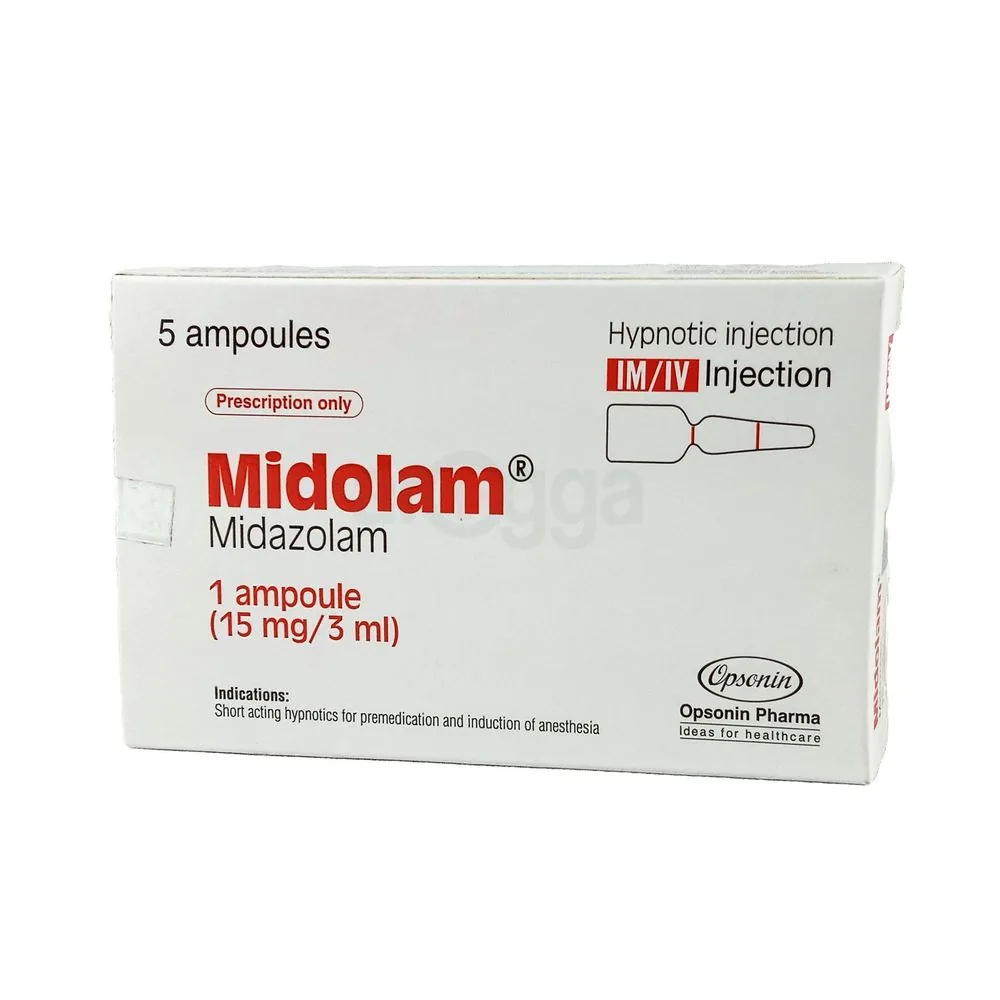 5 ampoules
Hypnotic injection
IM/IV Injection
Prescription only
Midolam®
Midazolam
1 ampoule
(15 mg/3 ml)
Indications:
Short acting hypnotics for premedication and induction of anesthesia
Opsonin
Opsonin Pharma
Ideas for healthcare
Midolam